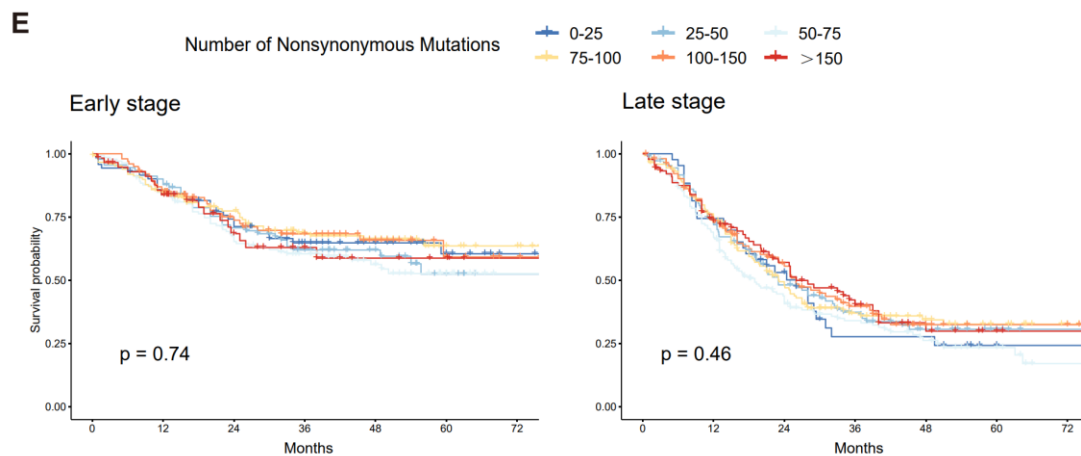 E
Number of Nonsynonymous Mutations
0-25 25-50 50-75
75-100 100-150 >150
Early stage
Survival probability
1.00
0.75
0.50
0.25
0.00
p = 0.74
0 12 24 36 48 60 72
Months
Late stage
1.00
0.75
0.50
0.25
0.00
p = 0.46
0 12 24 36 48 60 72
Months